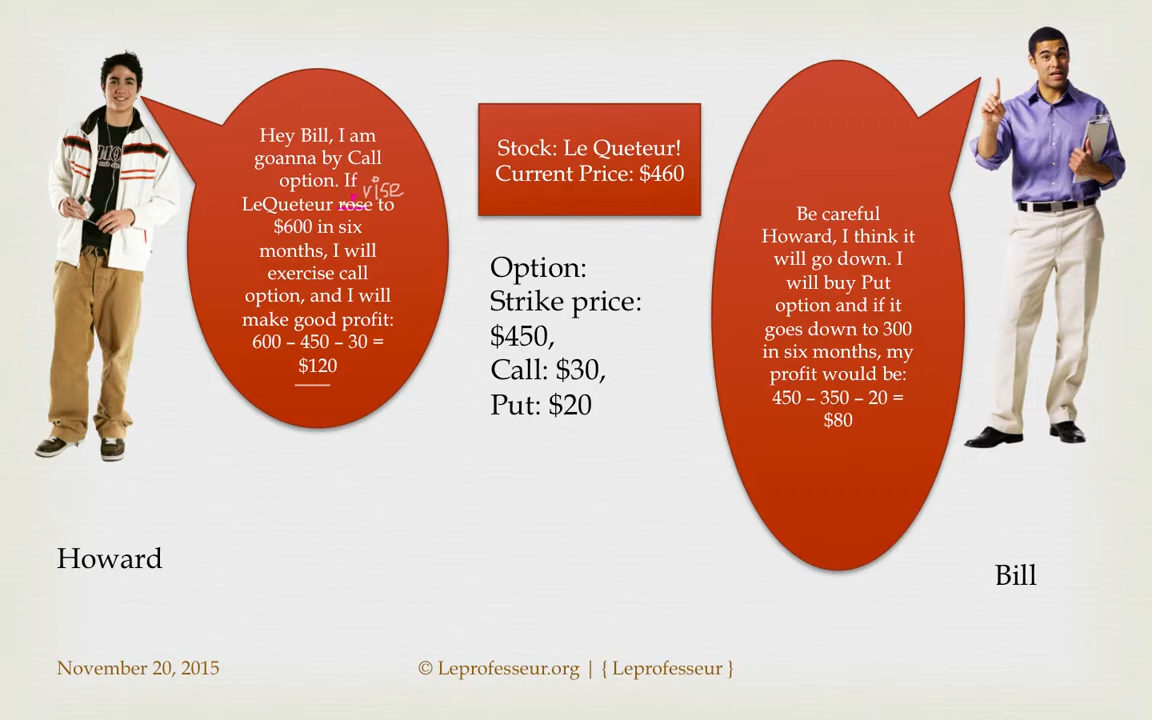 Hey Bill, I am
goanna by Call
option. If
LeQueteur rose to
rise
$600 in six
months, I will
exercise call
option, and I will
make good profit:
600 – 450 – 30 =
$120
Stock: Le Queteur!
Current Price: $460
Option:
Strike price:
$450,
Call: $30,
Put: $20
Be careful
Howard, I think it
will go down. I
will buy Put
option and if it
goes down to 300
in six months, my
profit would be:
450 – 350 – 20 =
$80
Howard
Bill
November 20, 2015
© Leprofesseur.org | { Leprofesseur }